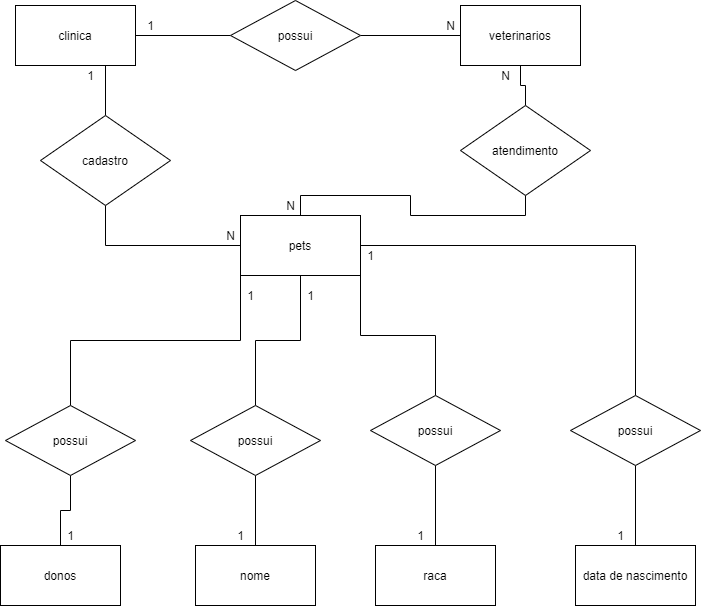 clinica
1
possui
N
veterinarios
1
N
cadastro
atendimento
N
N
pets
1
1
1
possui
possui
possui
possui
1
1
1
1
donos
nome
raca
data de nascimento